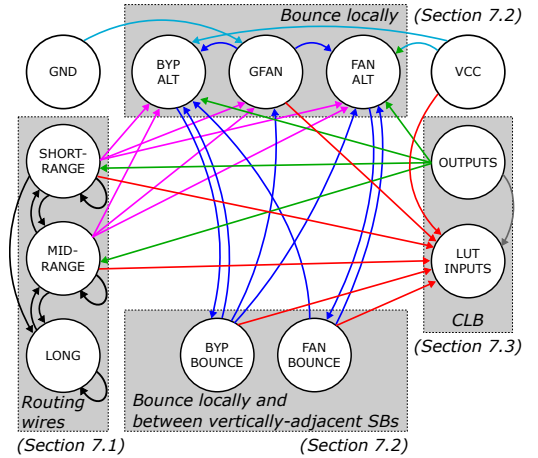 Bounce locally
(Section 7.2)
GND
BYP
ALT
GFAN
FAN
ALT
VCC
SHORT-
RANGE
OUTPUTS
MID-
RANGE
LUT
INPUTS
LONG
BYP
BOUNCE
FAN
BOUNCE
CLB
(Section 7.3)
Routing
wires
(Section 7.1)
Bounce locally and
between vertically-adjacent SBs
(Section 7.2)